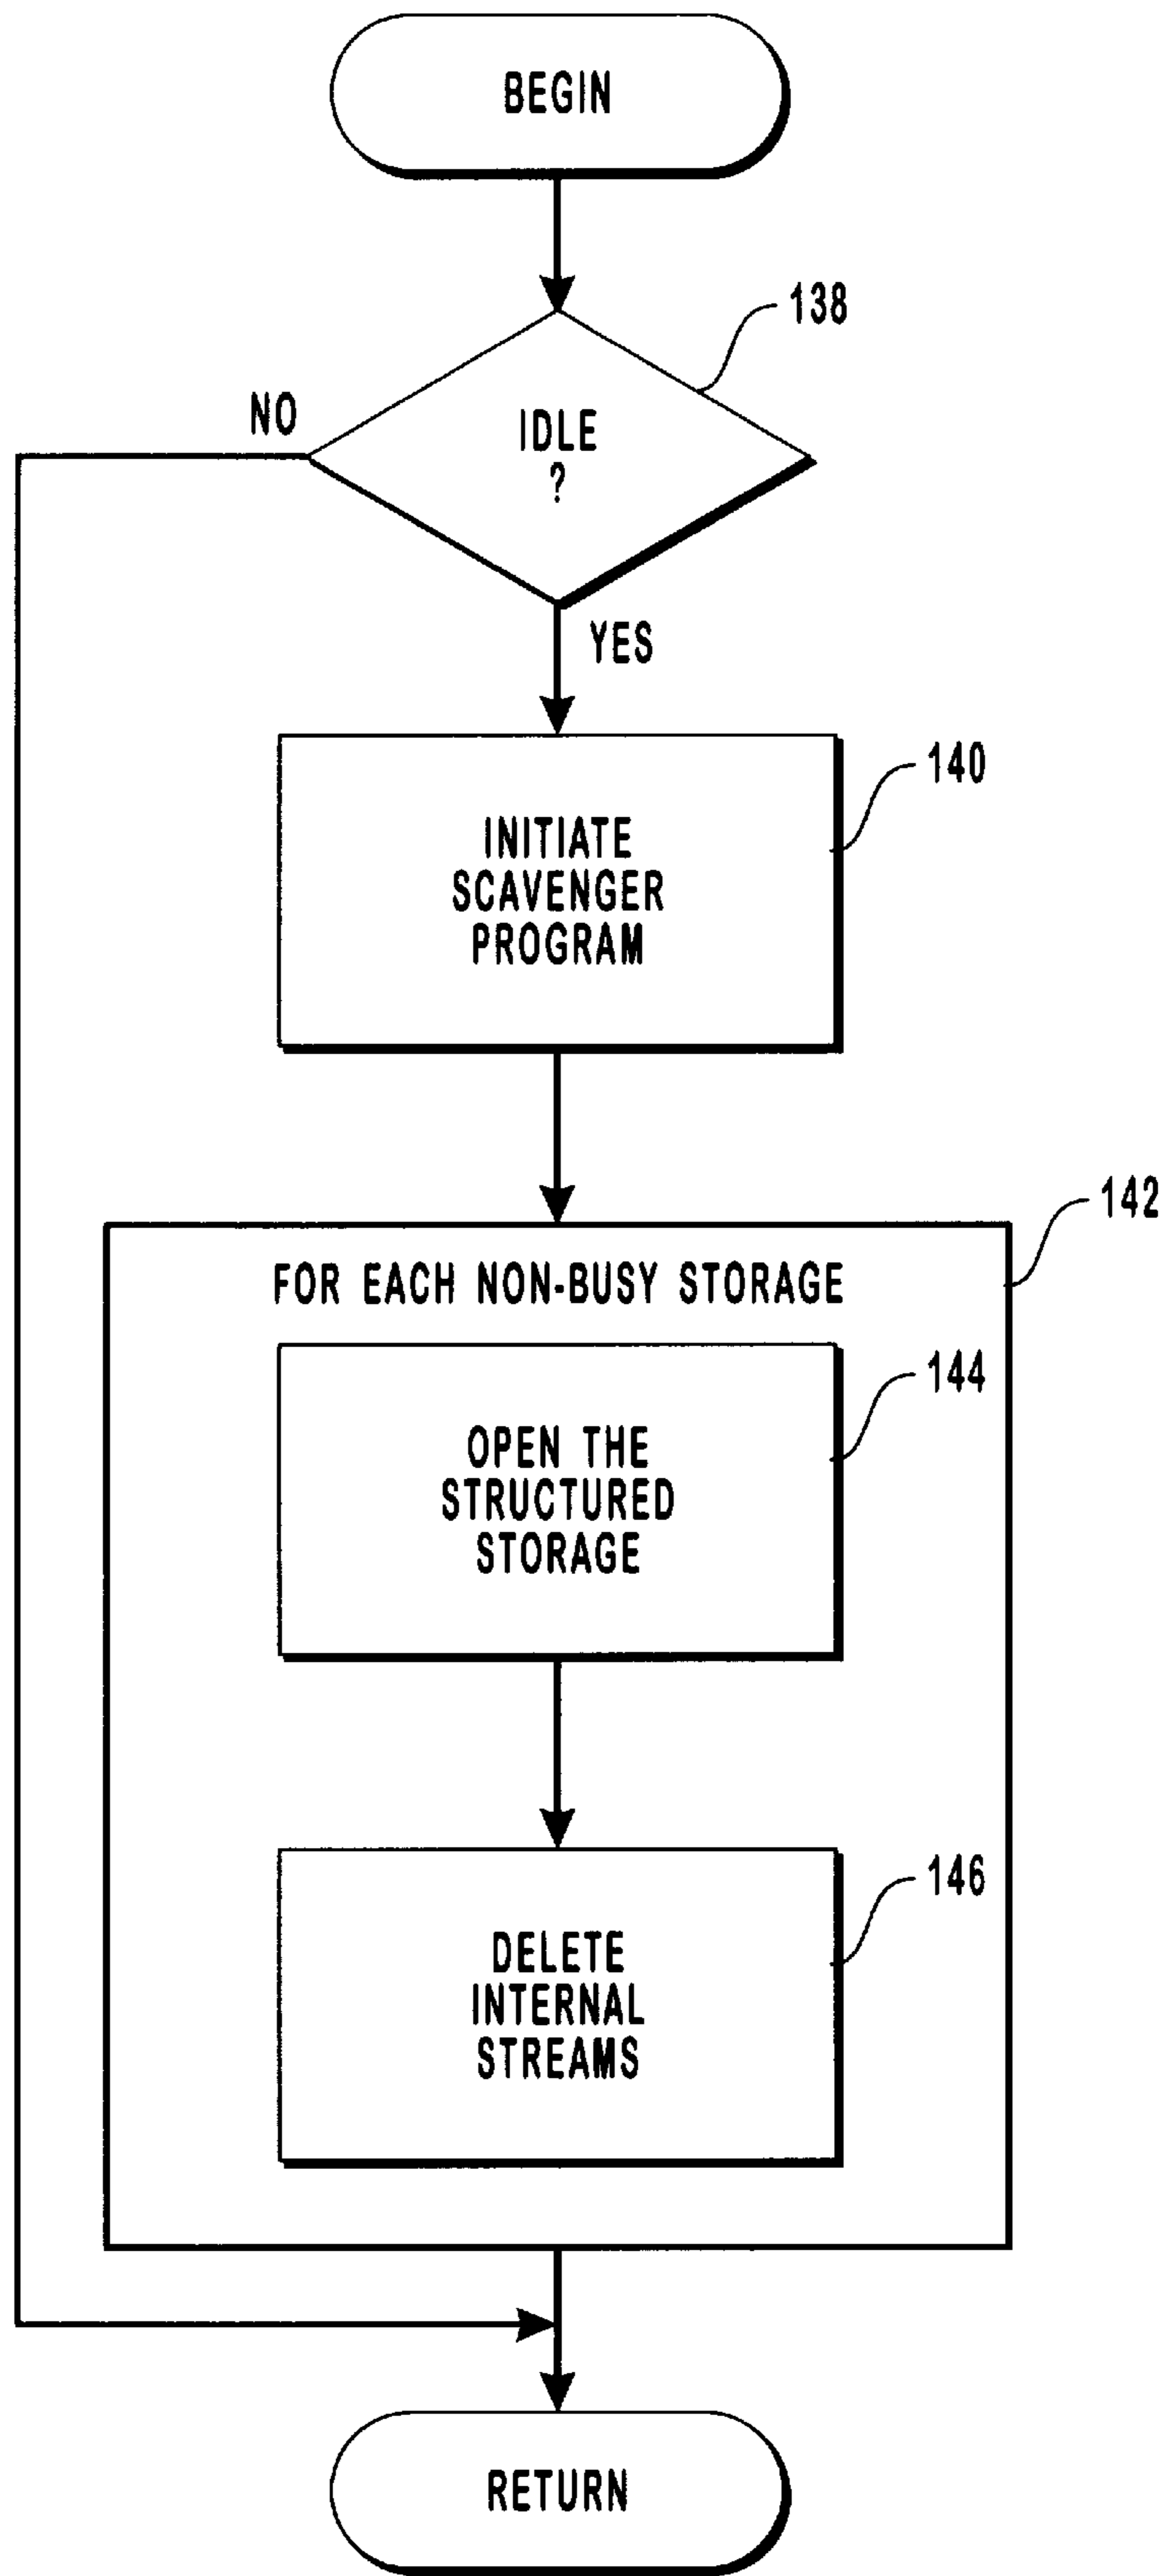 BEGIN
138
NO
IDLE
?
YES
140
INITIATE
SCAVENGER
PROGRAM
142
FOR EACH NON-BUSY STORAGE
144
OPEN THE
STRUCTURED
STORAGE
146
DELETE
INTERNAL
STREAMS
RETURN